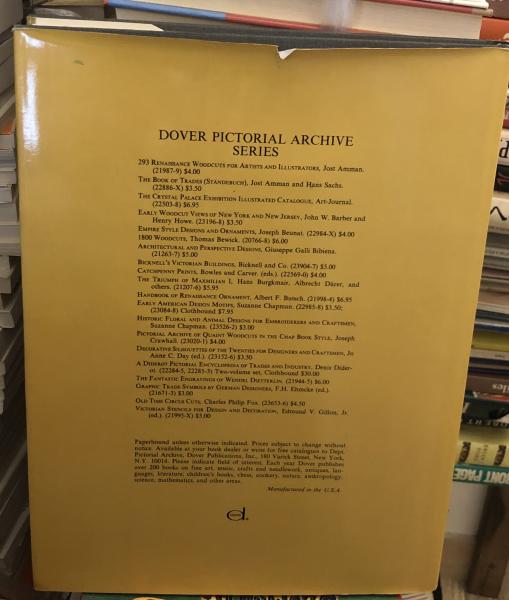 DOVER PICTORIAL ARCHIVE
SERIES
293 RENAISSANCE WOODCUTS FOR ARTISTS AND ILLUSTRATORS, Jost Amman.
(21987-9) $4.00
THE BOOK OF TRADES (STÄNDEBUCH), Jost Amman and Hans Sachs.
(22886-X) $3.50
THE CRYSTAL PALACE EXHIBITION ILLUSTRATED CATALOGUE, Art-Journal.
(22503-8) $6.95
EARLY WOODCUT VIEWS OF NEW YORK AND NEW JERSEY, John W. Barber and
Henry Howe. (23196-8) $3.50
EMPIRE STYLE DESIGNS AND ORNAMENTS, Joseph Beunat. (22984-X) $4.00
1800 WOODCUTS, Thomas Bewick. (20766-8) $6.00
ARCHITECTURAL AND PERSPECTIVE DESIGNS, Giuseppe Galli Bibiena.
(21263-7) $5.00
BICKNELL'S VICTORIAN BUILDINGS, Bicknell and Co. (23904-7) $5.00
CATCHPENNY PRINTS, Bowles and Carver. (eds.) (22569-0) $4.00
THE TRIUMPH OF MAXIMILIAN I, Hans Burgkmair, Albrecht Dürer, and
others. (21207-6) $5.95
HANDBOOK OF RENAISSANCE ORNAMENT, Albert F. Butsch. (21998-4) $6.95
EARLY AMERICAN DESIGN MOTIFS, Suzanne Chapman. (22985-8) $3.50;
(23084-8) Clothbound $7.95
HISTORIC FLORAL AND ANIMAL DESIGNS FOR EMBROIDERERS AND CRAFTSMEN,
Suzanne Chapman. (23526-2) $3.00
PICTORIAL ARCHIVE OF QUAINT WOODCUTS IN THE CHAP BOOK STYLE, Joseph
Crawhall. (23020-1) $4.00
DECORATIVE SILHOUETTES OF THE TWENTIES FOR DESIGNERS AND CRAFTSMEN, Jo
Anne C. Day (ed.). (23152-6) $3.50
A DIDEROT PICTORIAL ENCYCLOPEDIA OF TRADES AND INDUSTRY, Denis Dider-
ot. (22284-5, 22285-3) Two-volume set, Clothbound $30.00
THE FANTASTIC ENGRAVINGS OF WENDEL DIETTERLIN. (21944-5) $6.00
GRAPHIC TRADE SYMBOLS BY GERMAN DESIGNERS, F.H. Ehmcke (ed.).
(21671-3) $3.00
OLD TIME CIRCUS CUTS, Charles Philip Fox. (23653-6) $4.50
VICTORIAN STENCILS FOR DESIGN AND DECORATION, Edmund V. Gillon, Jr.
(ed.). (21995-X) $3.00
Paperbound unless otherwise indicated. Prices subject to change without
notice. Available at your book dealer or write for free catalogues to Dept.
Pictorial Archive, Dover Publications, Inc., 180 Varick Street, New York,
N.Y. 10014. Please indicate field of interest. Each year Dover publishes
over 200 books on fine art, music, crafts and needlework, antiques, lan-
guages, literature, children's books, chess, cookery, nature, anthropology,
science, mathematics, and other areas.
Manufactured in the U.S.A.
RONT PAGE